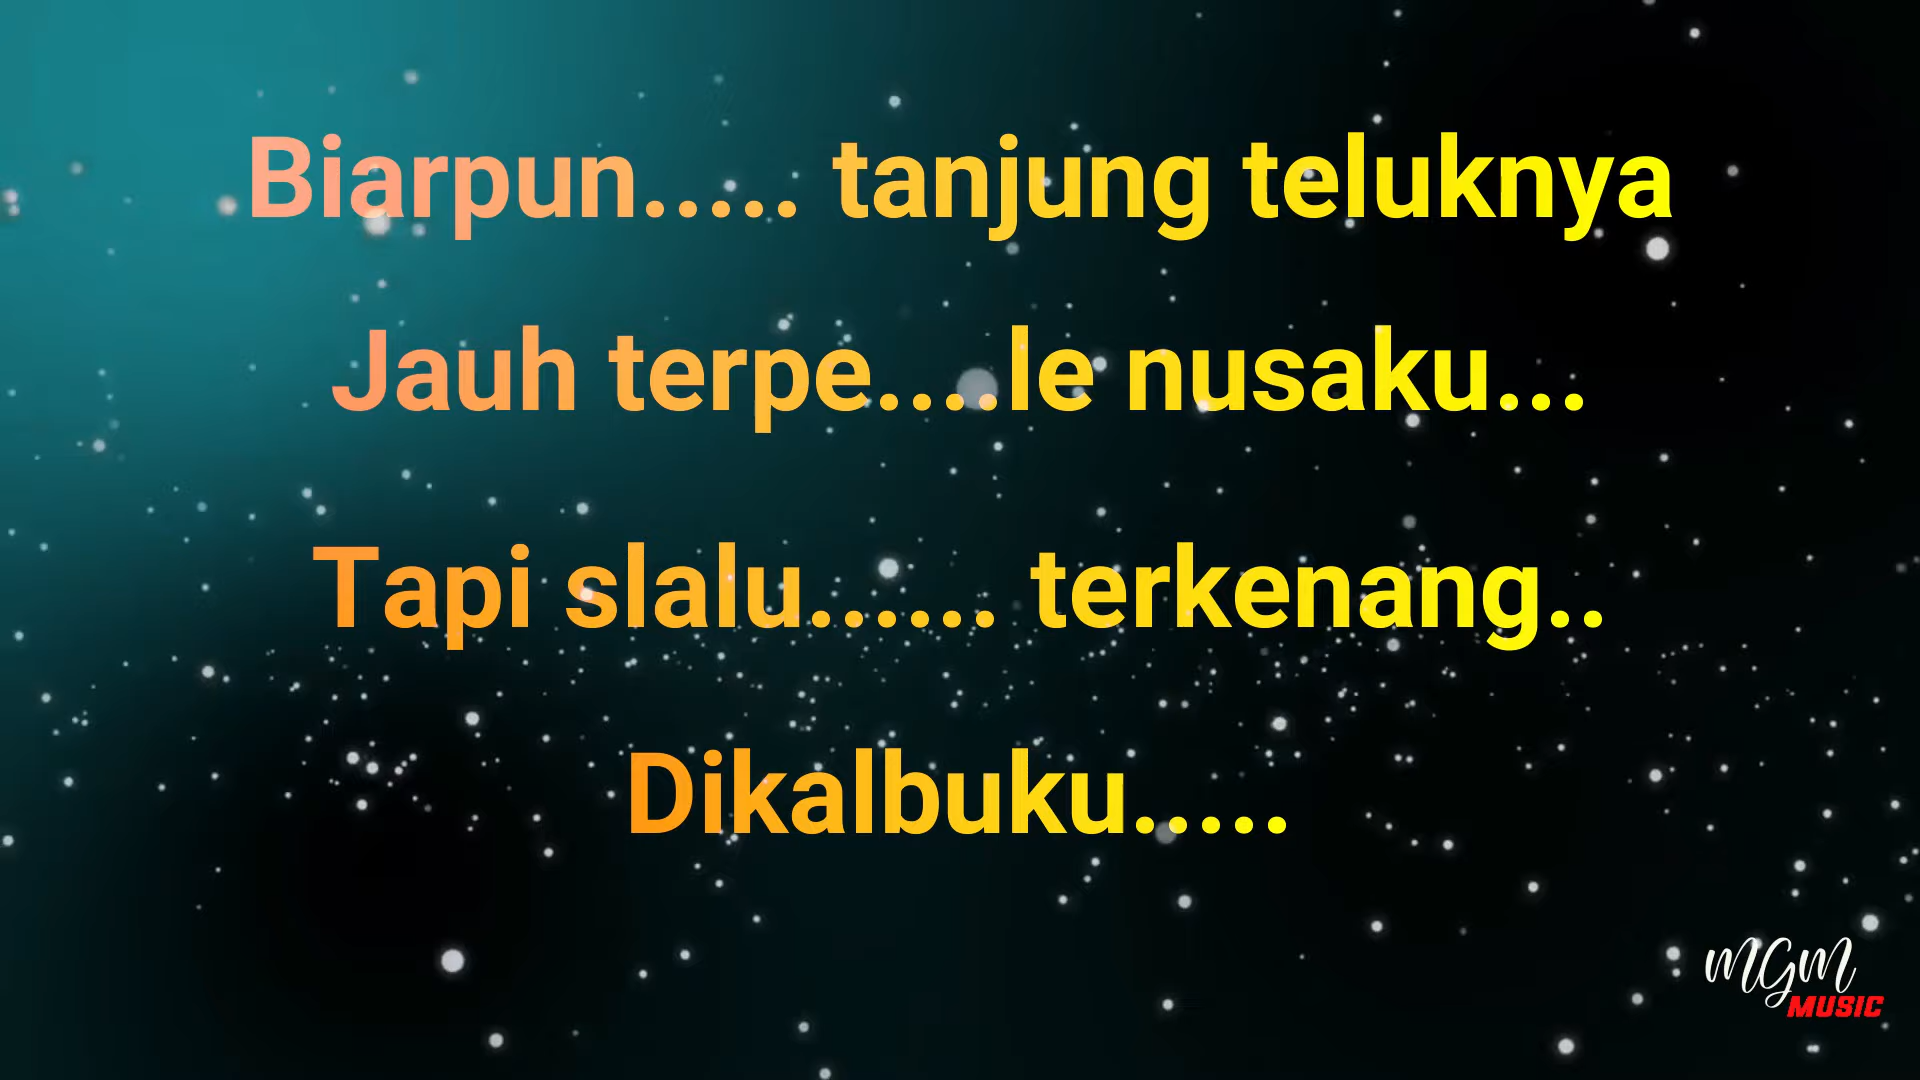 Biarpun..... tanjung teluknya
Jauh terpe....le nusaku...
Tapi slalu...... terkenang..
Dikalbuku.....
MGM
MUSIC